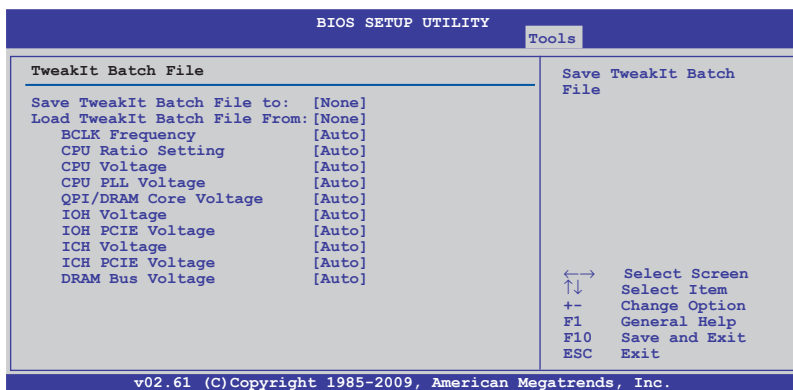 BIOS SETUP UTILITY
Tools
TweakIt Batch File
Save TweakIt Batch File to: [None]
Load TweakIt Batch File From:[None]
BCLK Frequency [Auto]
CPU Ratio Setting [Auto]
CPU Voltage [Auto]
CPU PLL Voltage [Auto]
QPI/DRAM Core Voltage [Auto]
IOH Voltage [Auto]
IOH PCIE Voltage [Auto]
ICH Voltage [Auto]
ICH PCIE Voltage [Auto]
DRAM Bus Voltage [Auto]
Save TweakIt Batch
File
←→ Select Screen
↑↓ Select Item
+- Change Option
F1 General Help
F10 Save and Exit
ESC Exit
v02.61 (C)Copyright 1985-2009, American Megatrends, Inc.